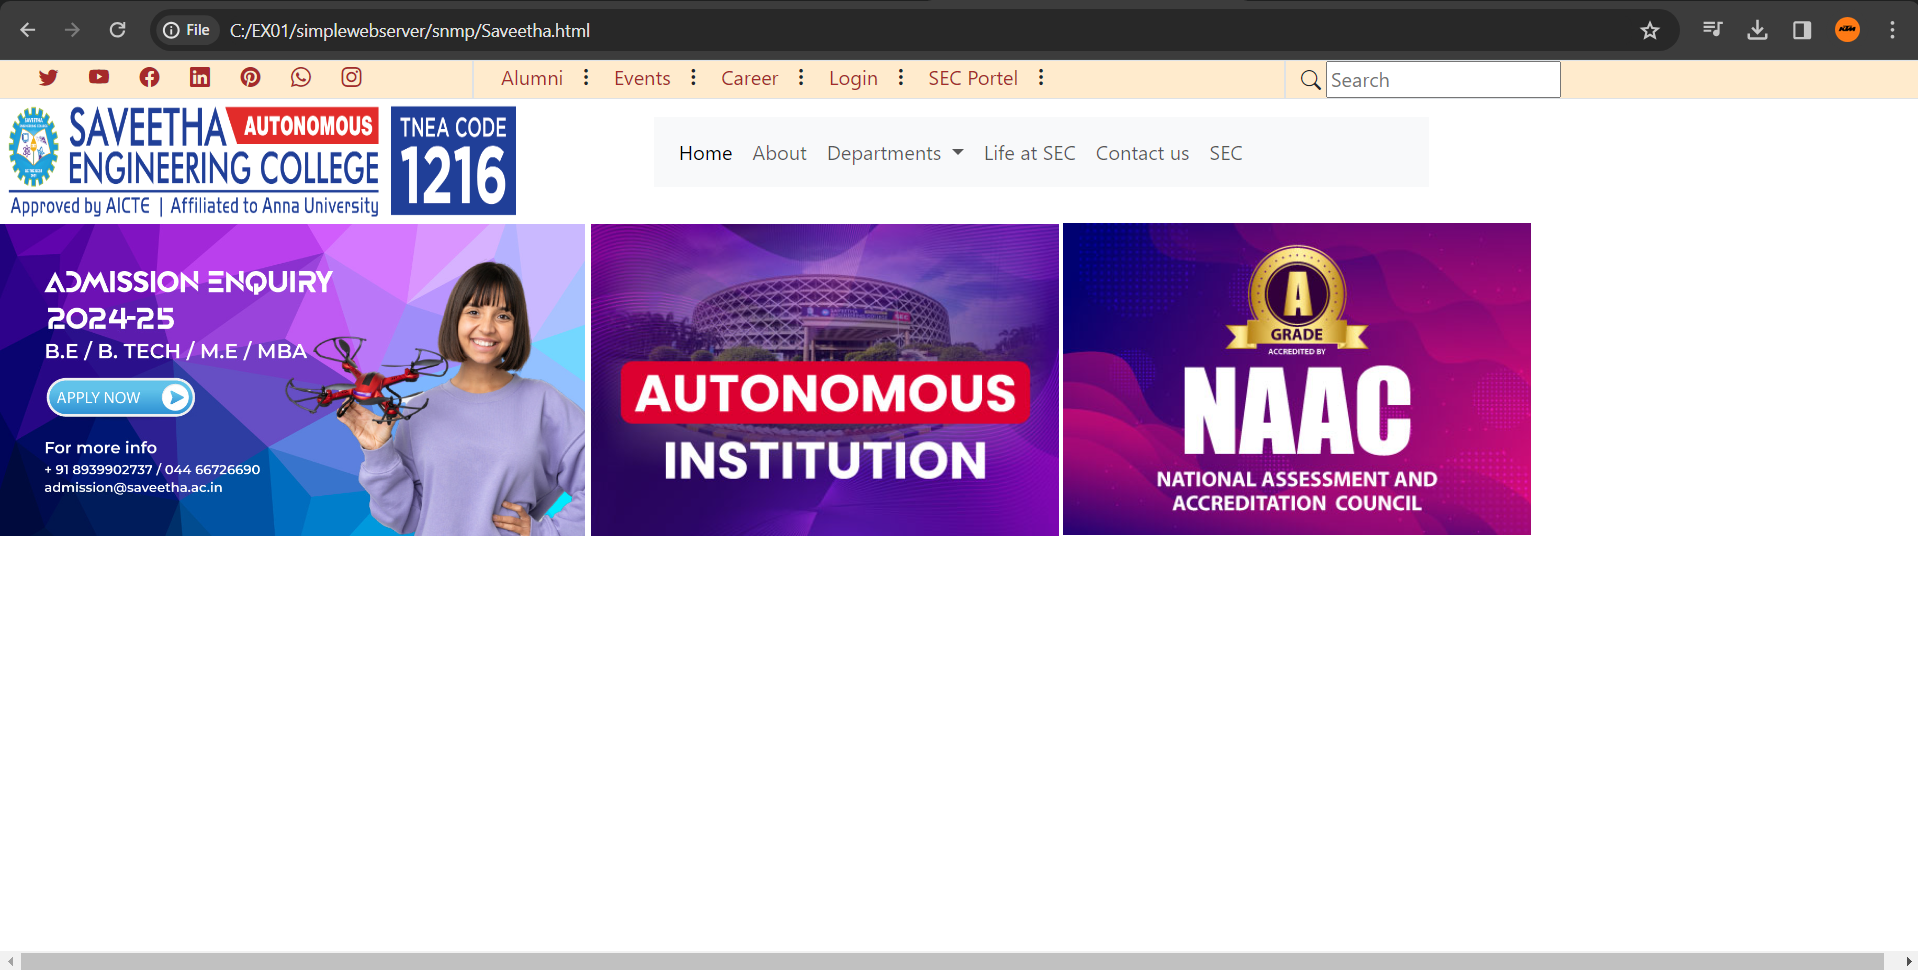 File C:/EX01/simplewebserver/snmp/Saveetha.html
Alumni Events Career Login SEC Portel Search
SAVEETHA AUTONOMOUS
ENGINEERING COLLEGE
Approved by AICTE | Affiliated to Anna University
TNEA CODE
1216
Home About Departments Life at SEC Contact us SEC
ADMISSION ENQUIRY
2024-25
B.E / B. TECH / M.E / MBA
APPLY NOW
For more info
+ 91 8939902737 / 044 66726690
admission@saveetha.ac.in
AUTONOMOUS
INSTITUTION
A
GRADE
ACCREDITED BY
NAAC
NATIONAL ASSESSMENT AND
ACCREDITATION COUNCIL